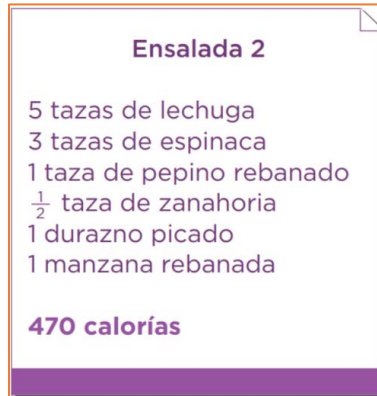 Ensalada 2
5 tazas de lechuga
3 tazas de espinaca
1 taza de pepino rebanado
½ taza de zanahoria
1 durazno picado
1 manzana rebanada
470 calorías